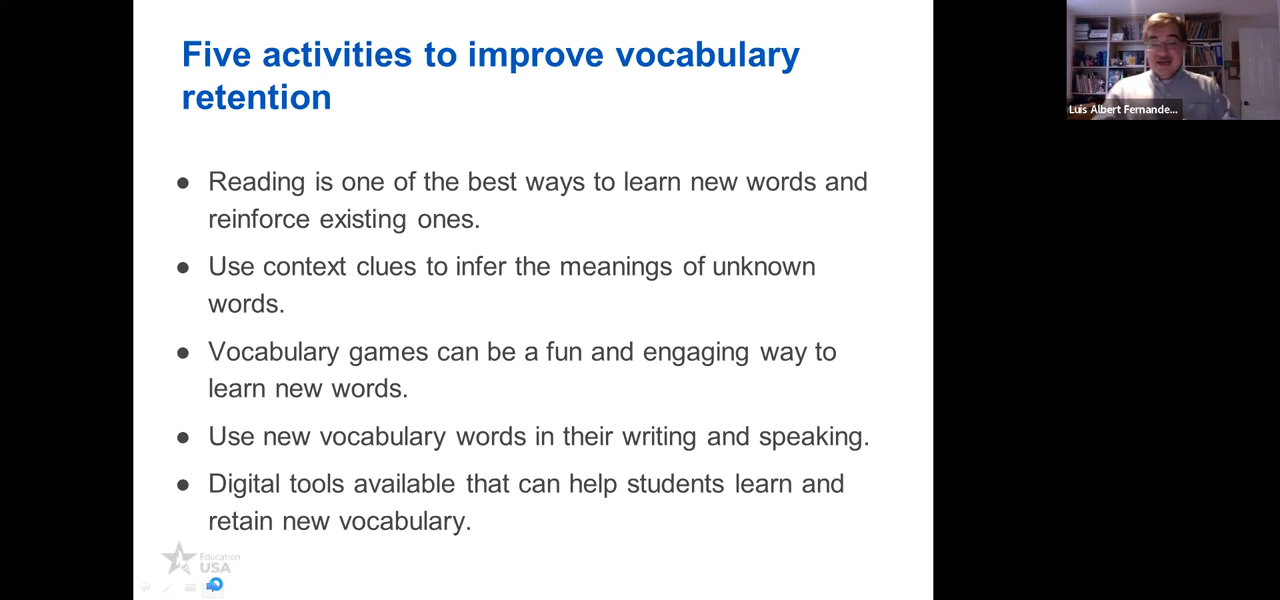 Five activities to improve vocabulary
retention
● Reading is one of the best ways to learn new words and
reinforce existing ones.
● Use context clues to infer the meanings of unknown
words.
● Vocabulary games can be a fun and engaging way to
learn new words.
● Use new vocabulary words in their writing and speaking.
● Digital tools available that can help students learn and
retain new vocabulary.
Education
USA
Luis Albert Fernande...